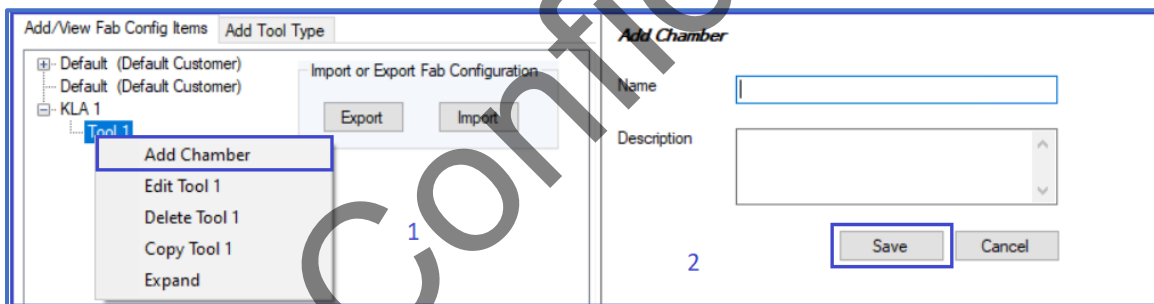 Add/View Fab Config Items Add Tool Type
Default (Default Customer)
Default (Default Customer)
KLA 1
Tool 1
Import or Export Fab Configuration
Export Import
Add Chamber
Edit Tool 1
Delete Tool 1
Copy Tool 1
Expand
1
Add Chamber
Name
Description
Save Cancel
2
Confi